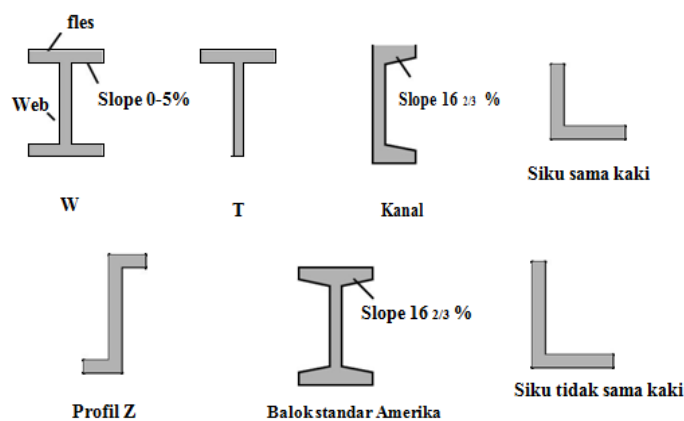 fles
Web
Slope 0-5%
Slope 16 2/3 %
W
T
Kanal
Siku sama kaki
Slope 16 2/3 %
Profil Z
Balok standar Amerika
Siku tidak sama kaki